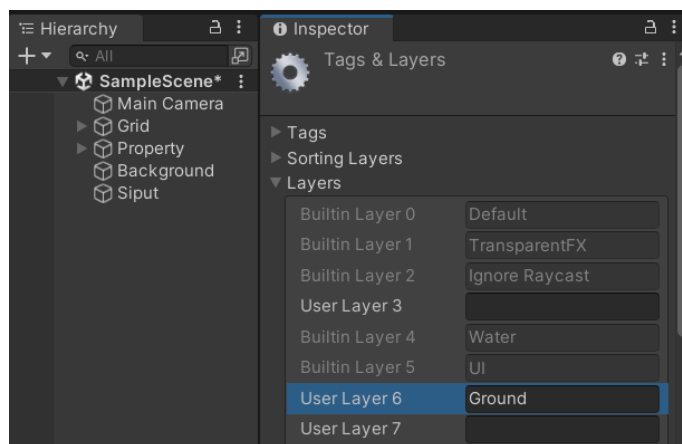 Hierarchy
All
SampleScene*
Main Camera
Grid
Property
Background
Siput
Inspector
Tags & Layers
Tags
Sorting Layers
Layers
Builtin Layer 0 Default
Builtin Layer 1 TransparentFX
Builtin Layer 2 Ignore Raycast
User Layer 3
Builtin Layer 4 Water
Builtin Layer 5 UI
User Layer 6 Ground
User Layer 7